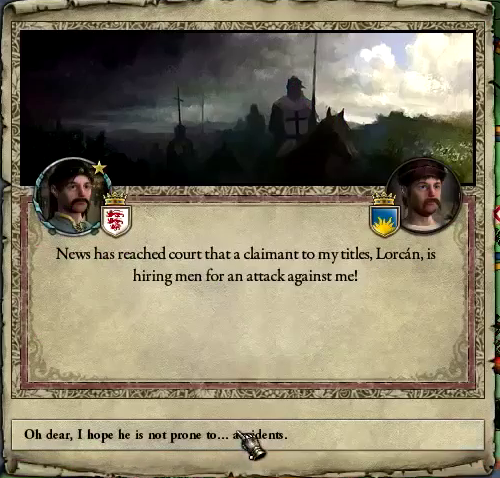 News has reached court that a claimant to my titles, Lorcán, is
hiring men for an attack against me!
Oh dear, I hope he is not prone to... accidents.